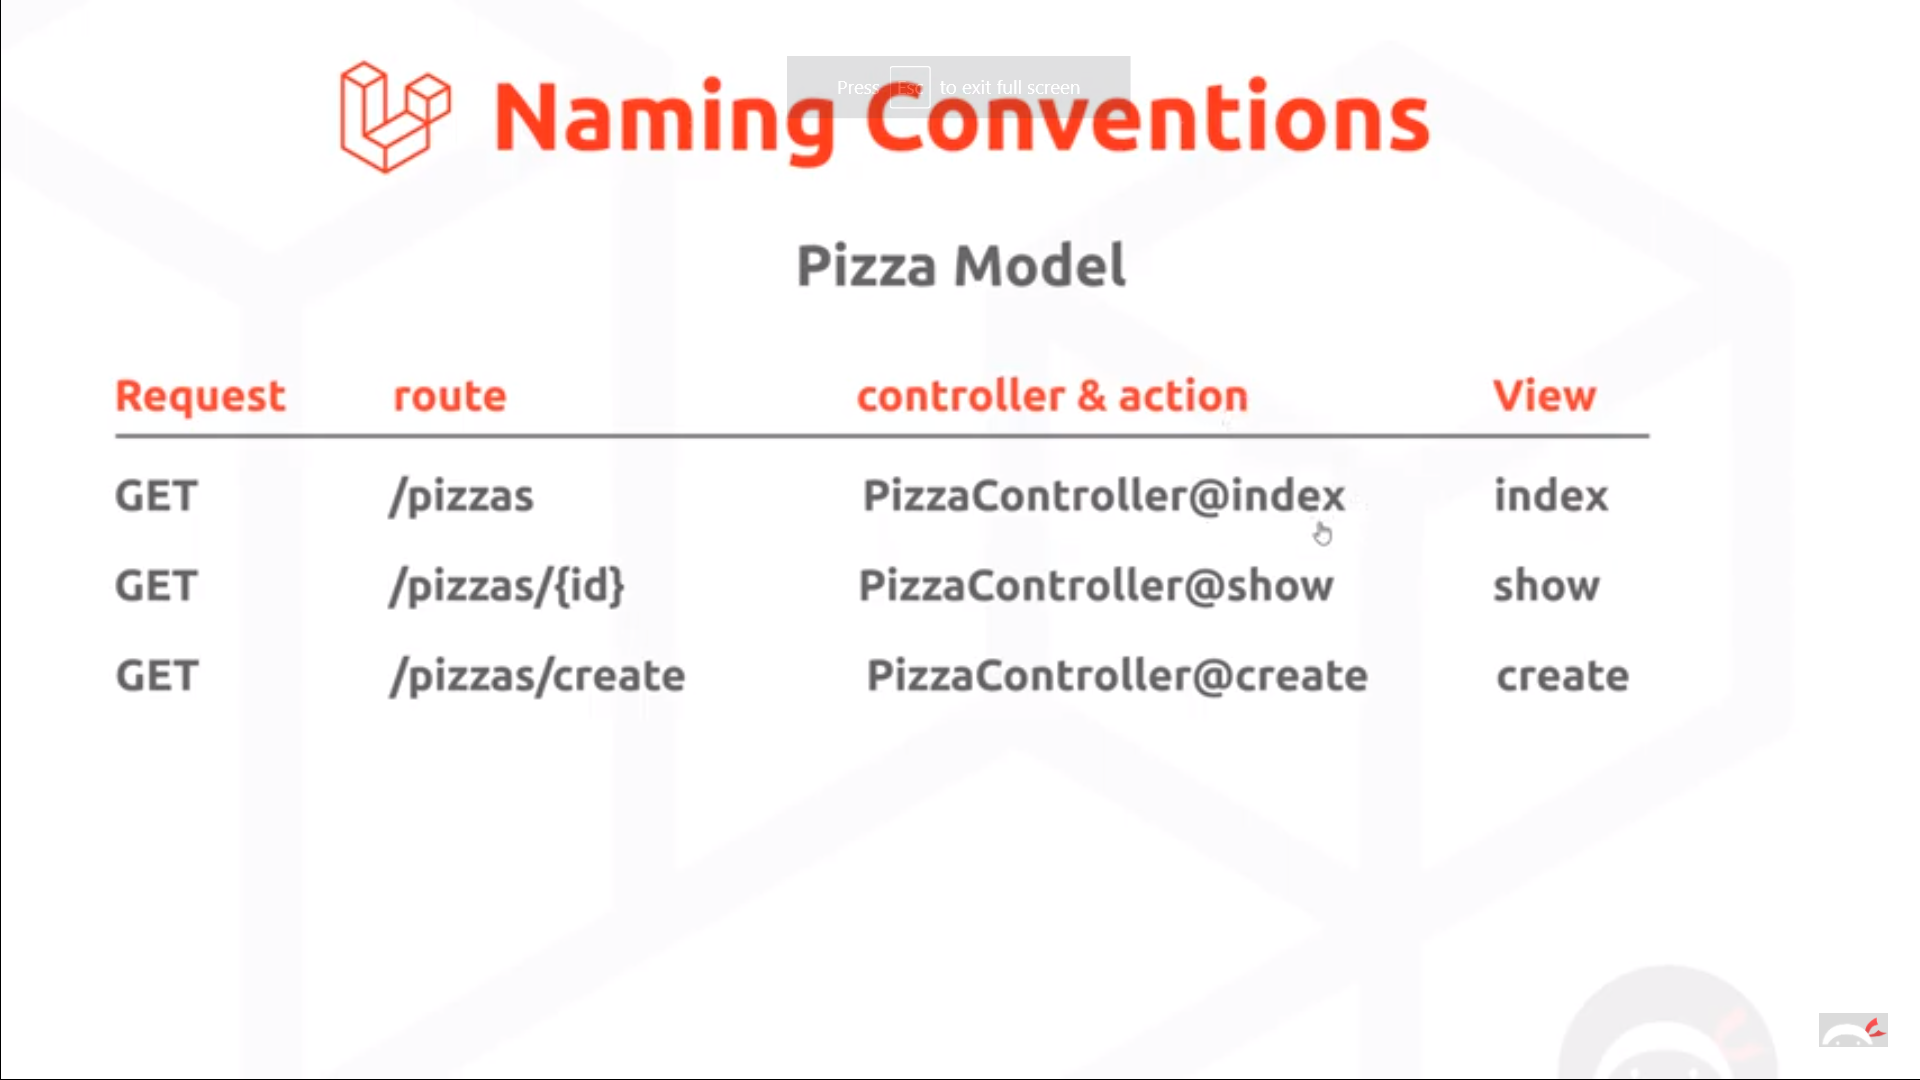 Press Esc to exit full screen
Naming Conventions
Pizza Model
Request route controller & action View
GET /pizzas PizzaController@index index
GET /pizzas/{id} PizzaController@show show
GET /pizzas/create PizzaController@create create